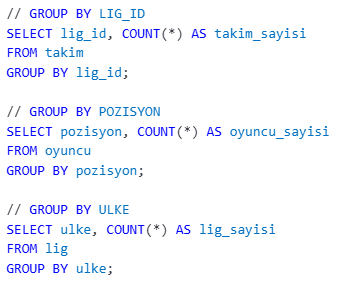 // GROUP BY LIG_ID
SELECT lig_id, COUNT(*) AS takim_sayisi
FROM takim
GROUP BY lig_id;
// GROUP BY POZISYON
SELECT pozisyon, COUNT(*) AS oyuncu_sayisi
FROM oyuncu
GROUP BY pozisyon;
// GROUP BY ULKE
SELECT ulke, COUNT(*) AS lig_sayisi
FROM lig
GROUP BY ulke;